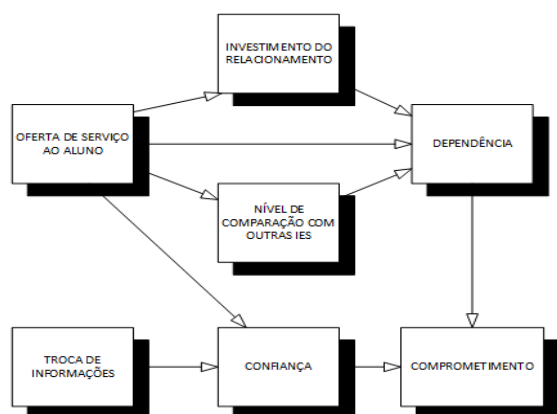 INVESTIMENTO DO
RELACIONAMENTO
OFERTA DE SERVIÇO
AO ALUNO
DEPENDÊNCIA
NÍVEL DE
COMPARAÇÃO COM
OUTRAS IES
TROCA DE
INFORMAÇÕES
CONFIANÇA
COMPROMETIMENTO